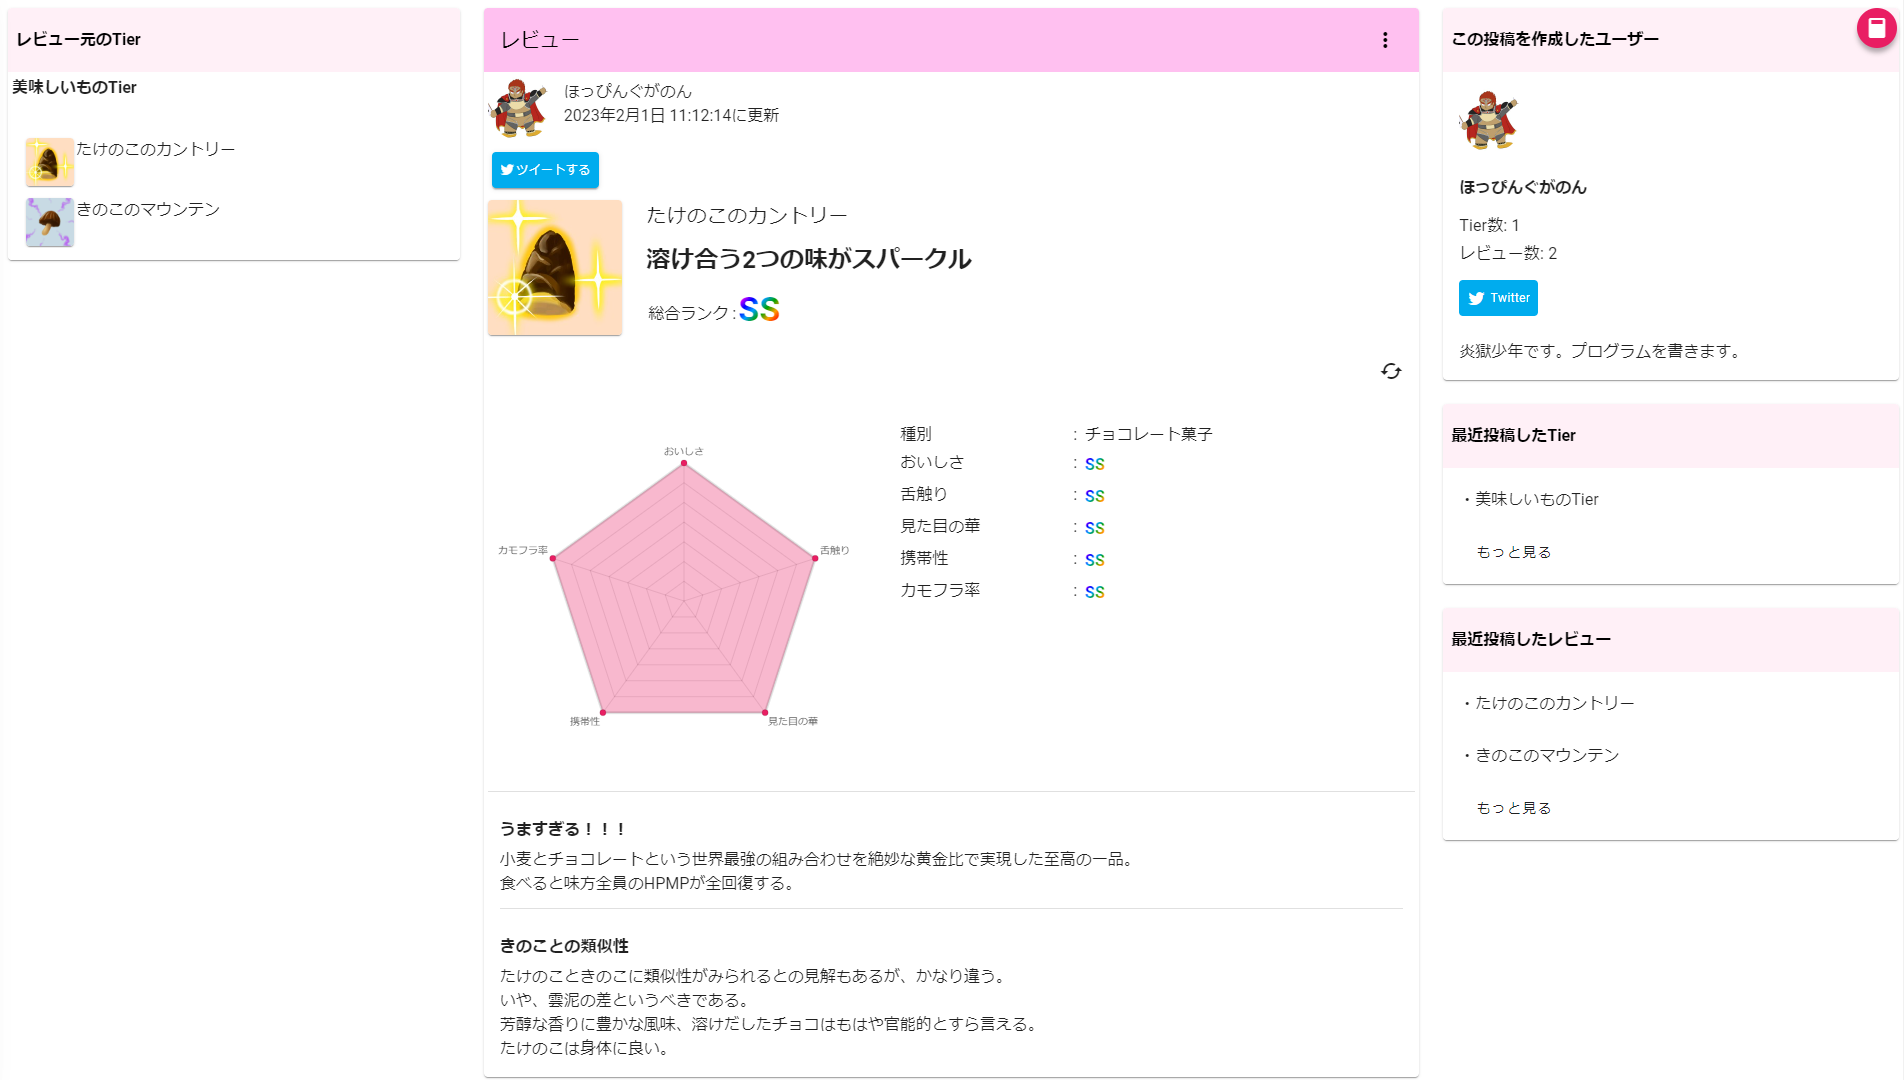 レビュー元のTier
美味しいもののTier
たけのこのカントリー
きのこのマウンテン
レビュー
ほっぴんぐがのん
2023年2月1日 11:12:14に更新
ツイートする
たけのこのカントリー
溶け合う2つの味がスパークル
総合ランク : SS
おいしさ
舌触り
見た目の華
携帯性
カモフラ率
種別 : チョコレート菓子
おいしさ : SS
舌触り : SS
見た目の華 : SS
携帯性 : SS
カモフラ率 : SS
うますぎる！！！
小麦とチョコレートという世界最強の組み合わせを絶妙な黄金比で実現した至高の一品。
食べると味方全員のHPMPが全回復する。
きのことの類似性
たけのこときのこに類似性がみられるとの見解もあるが、かなり違う。
いや、雲泥の差というべきである。
芳醇な香りに豊かな風味、溶けだしたチョコはもはや官能的とすら言える。
たけのこは身体に良い。
この投稿を作成したユーザー
ほっぴんぐがのん
Tier数: 1
レビュー数: 2
Twitter
炎獄少年です。プログラムを書きます。
最近投稿したTier
・美味しいものTier
もっと見る
最近投稿したレビュー
・たけのこのカントリー
・きのこのマウンテン
もっと見る